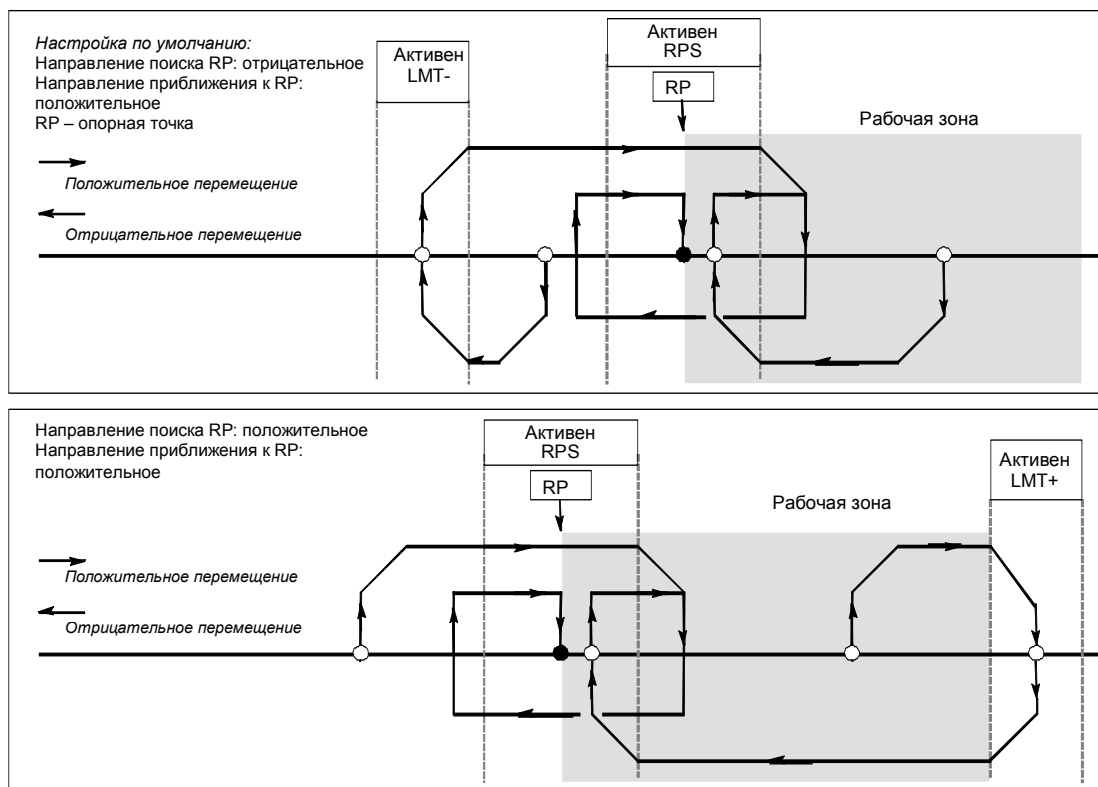 Настройка по умолчанию:
Направление поиска RP: отрицательное
Направление приближения к RP:
положительное
RP – опорная точка
Положительное перемещение
Отрицательное перемещение
Активен
LMT-
Активен
RPS
RP
Рабочая зона
Направление поиска RP: положительное
Направление приближения к RP:
положительное
Положительное перемещение
Отрицательное перемещение
Активен
RPS
RP
Рабочая зона
Активен
LMT+